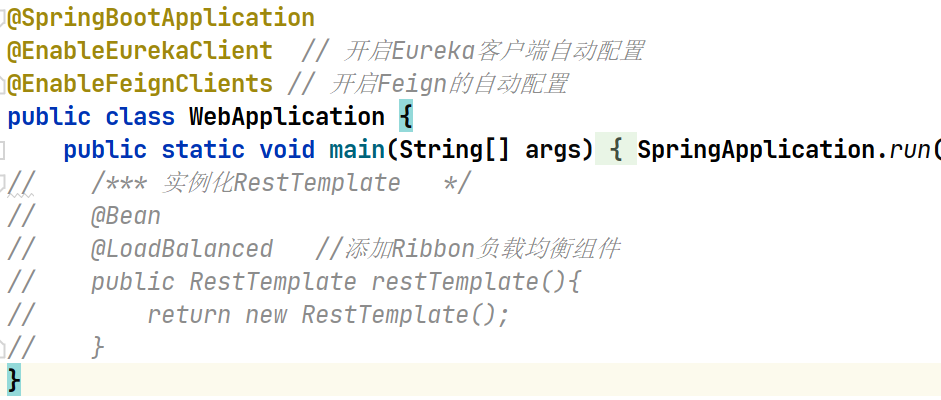 @SpringBootApplication
@EnableEurekaClient  // 开启Eureka客户端自动配置
@EnableFeignClients // 开启Feign的自动配置
public class WebApplication {
    public static void main(String[] args) { SpringApplication.run(
//    /*** 实例化RestTemplate   */
//    @Bean
//    @LoadBalanced   //添加Ribbon负载均衡组件
//    public RestTemplate restTemplate(){
//        return new RestTemplate();
//    }
}